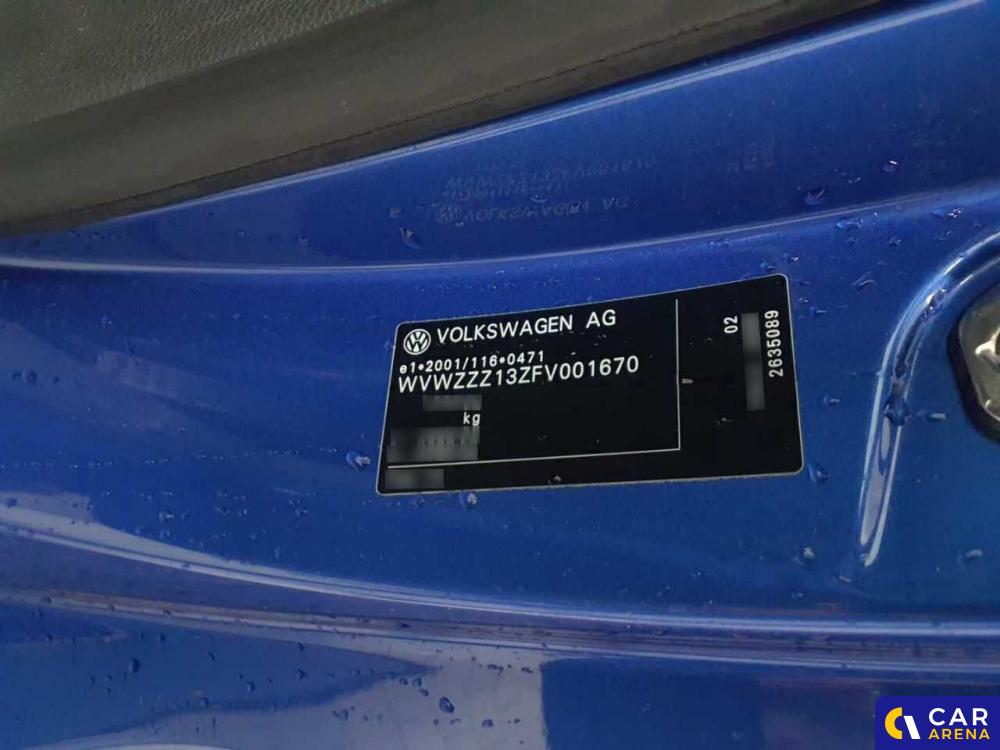 VOLKSWAGEN AG
e1*2001/116*0471
WVWZZZ13ZFV001670
kg
02
2635089
CAR
ARENA